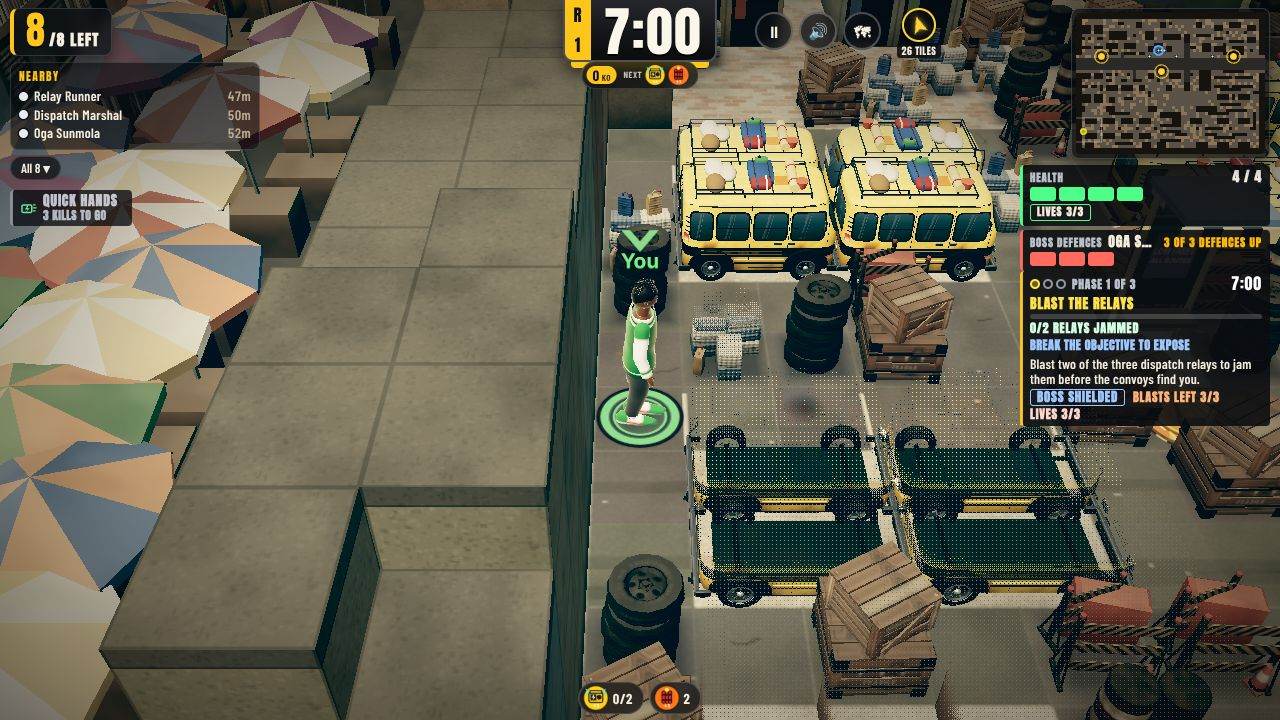 8/8 LEFT
NEARBY
Relay Runner 47m
Dispatch Marshal 50m
Oga Sunmola 52m
All 8 ▾
QUICK HANDS
3 KILLS TO GO
R
1
7:00
0 KO NEXT
26 TILES
You
HEALTH 4 / 4
LIVES 3/3
BOSS DEFENCES OGA S... 3 OF 3 DEFENCES UP
PHASE 1 OF 3 7:00
BLAST THE RELAYS
0/2 RELAYS JAMMED
BREAK THE OBJECTIVE TO EXPOSE
Blast two of the three dispatch relays to jam
them before the convoys find you.
BOSS SHIELDED BLASTS LEFT 3/3
LIVES 3/3
0/2 2